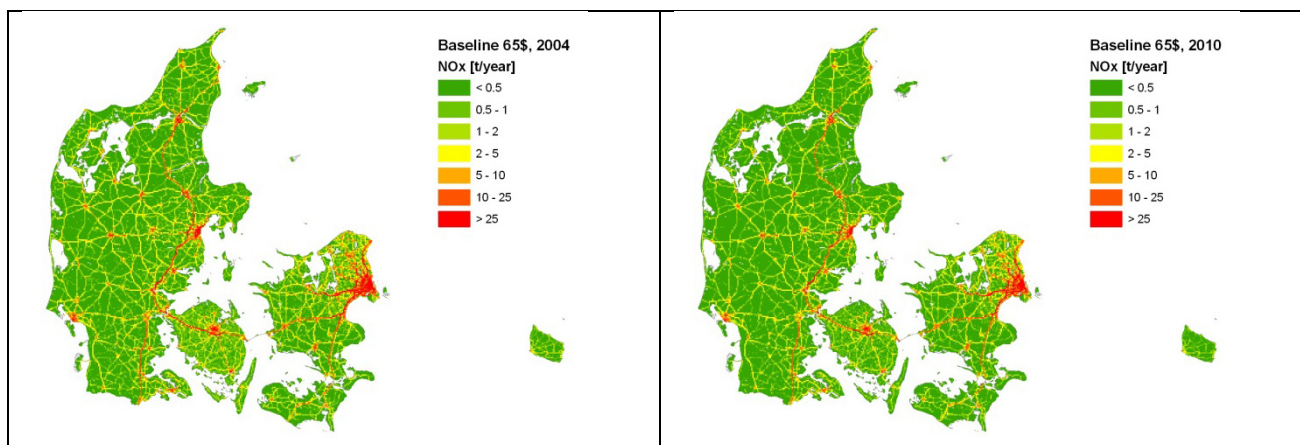 Baseline 65$, 2004
NOx [t/year]
< 0.5
0.5 - 1
1 - 2
2 - 5
5 - 10
10 - 25
> 25
Baseline 65$, 2010
NOx [t/year]
< 0.5
0.5 - 1
1 - 2
2 - 5
5 - 10
10 - 25
> 25